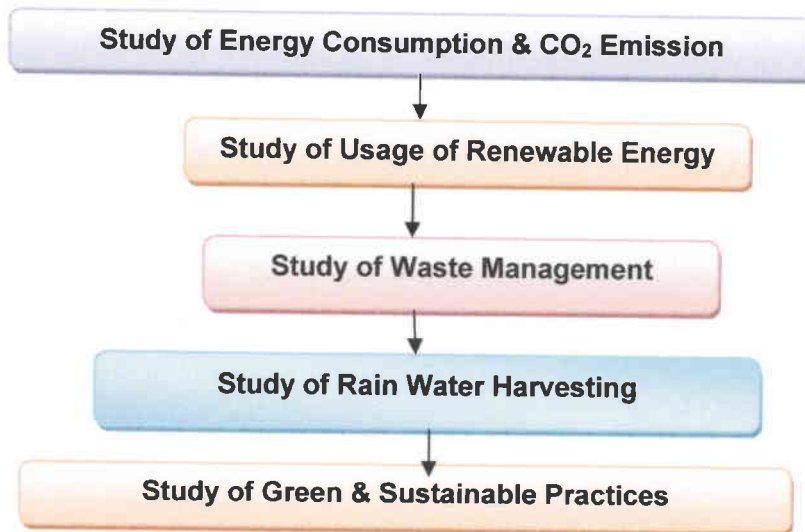 Study of Energy Consumption & CO₂ Emission
Study of Usage of Renewable Energy
Study of Waste Management
Study of Rain Water Harvesting
Study of Green & Sustainable Practices